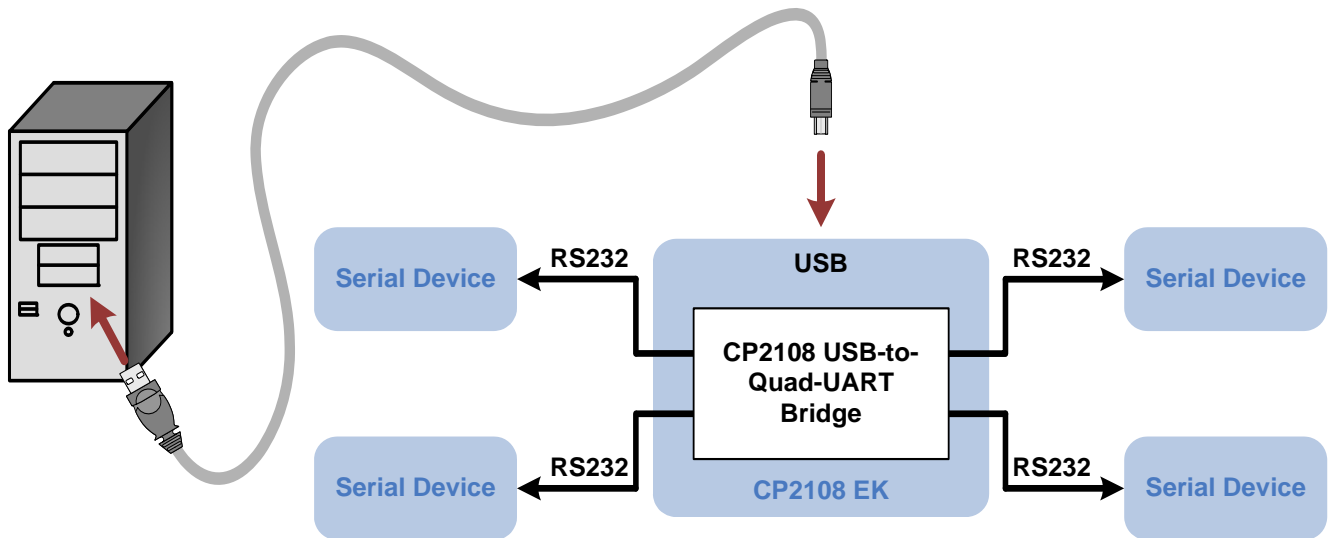 RS232
USB
RS232
Serial Device
Serial Device
CP2108 USB-to-
Quad-UART
Bridge
RS232
RS232
Serial Device
CP2108 EK
Serial Device